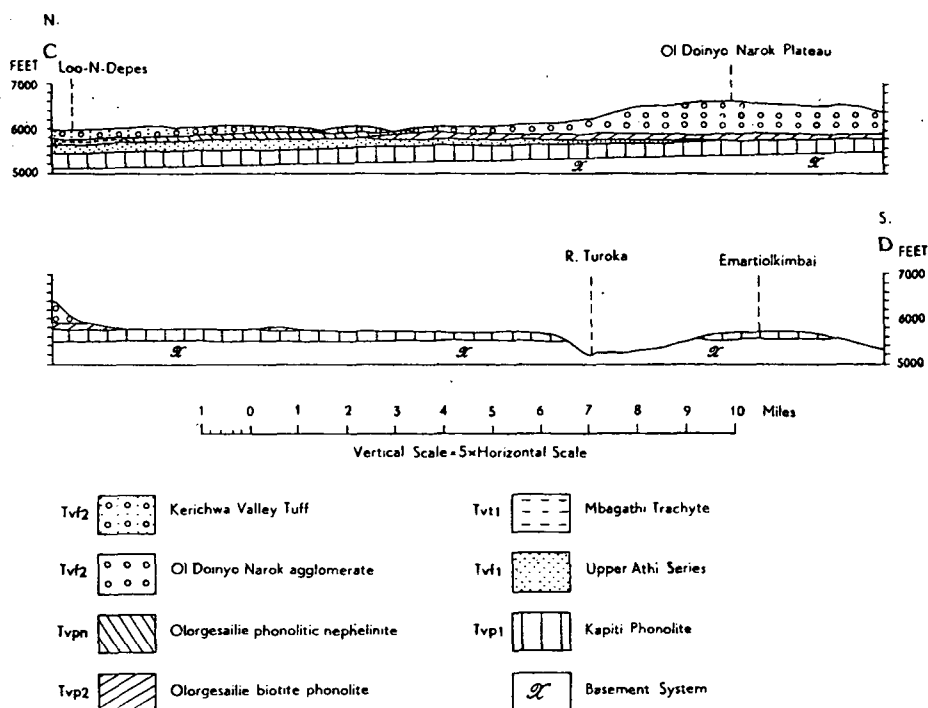 N.
C
FEET
Loo-N-Depes
Ol Doinyo Narok Plateau
7000
6000
5000
S.
D FEET
R. Turoka
Emartiolkimbai
7000
6000
5000
1 0 1 2 3 4 5 6 7 8 9 10 Miles
Vertical Scale = 5×Horizontal Scale
Tvf2 Kerichwa Valley Tuff
Tvf2 Ol Doinyo Narok agglomerate
Tvpn Olorgesailie phonolitic nephelinite
Tvp2 Olorgesailie biotite phonolite
Tvt1 Mbagathi Trachyte
Tvf1 Upper Athi Series
Tvp1 Kapiti Phonolite
Basement System